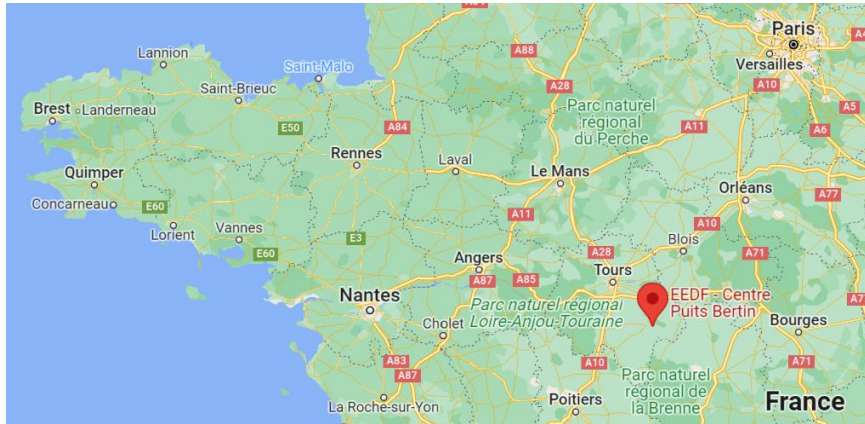 A84
Paris
A4
Lannion
A88
Versailles
Saint-Malo
A28
A10
Saint-Brieuc
Parc naturel
régional
du Perche
A5
Brest
Landerneau
E50
A84
A11
A6
Rennes
Laval
Le Mans
Quimper
Orléans
A77
Concarneau
E60
A11
A10
Lorient
Vannes
E3
Blois
E60
Angers
A28
A71
A87
A85
Tours
EEDF - Centre
Puits Bertin
Nantes
Parc naturel régional
Loire-Anjou-Touraine
Bourges
Cholet
A83
A10
A71
A87
Parc naturel
régional de
la Brenne
La Roche-sur-Yon
Poitiers
France